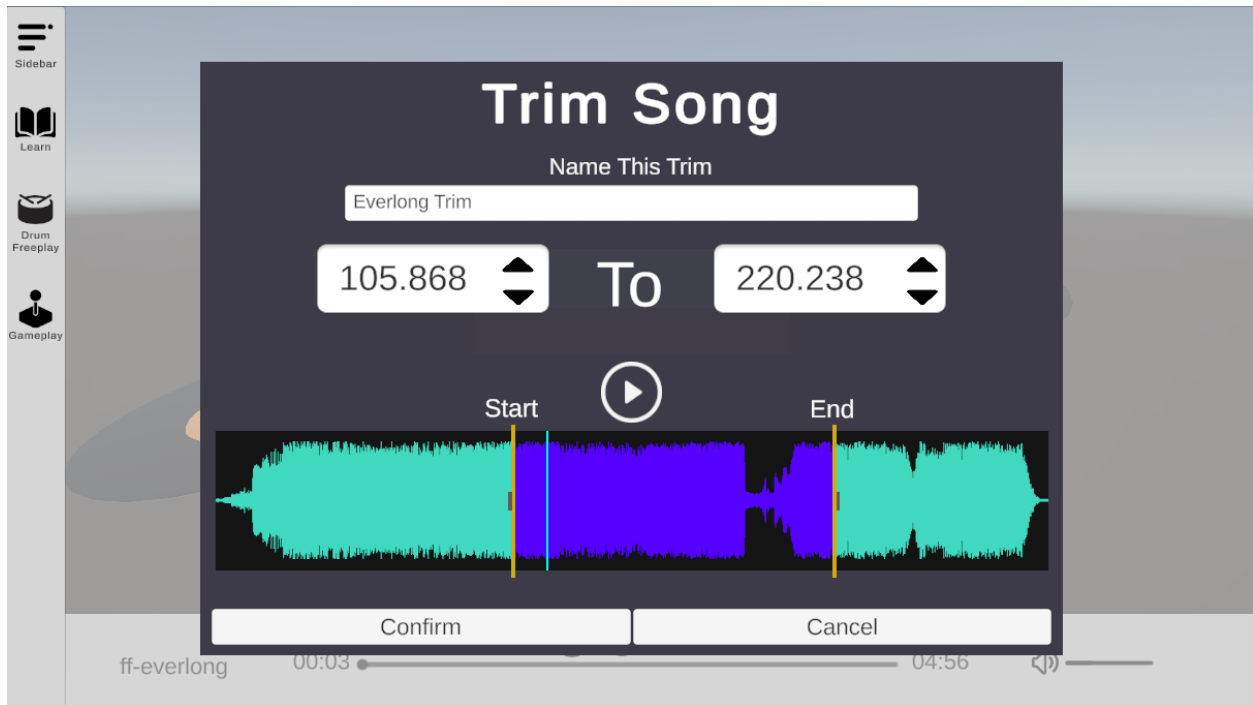 Sidebar
Learn
Drum
Freeplay
Gameplay
Trim Song
Name This Trim
Everlong Trim
105.868
To
220.238
Start
End
Confirm
Cancel
ff-everlong
00:03
04:56